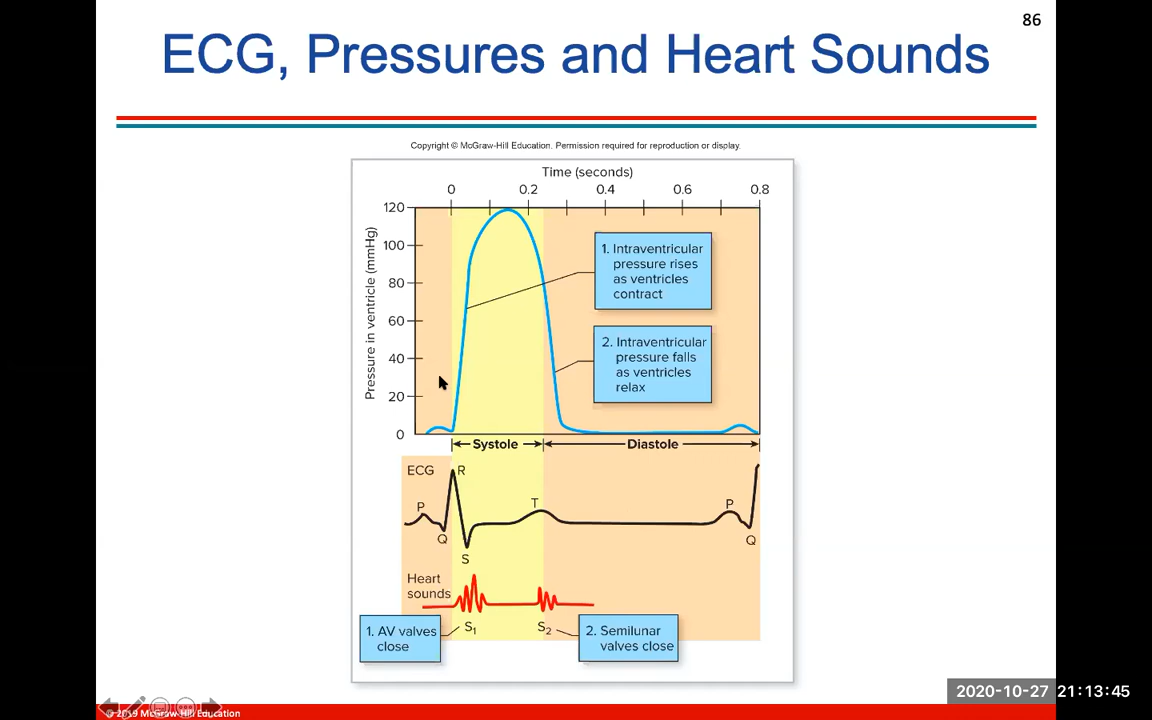 86
ECG, Pressures and Heart Sounds
Copyright © McGraw-Hill Education. Permission required for reproduction or display.
Time (seconds)
0 0.2 0.4 0.6 0.8
Pressure in ventricle (mmHg)
120
100
80
60
40
20
0
1. Intraventricular
pressure rises
as ventricles
contract
2. Intraventricular
pressure falls
as ventricles
relax
Systole Diastole
ECG
P
Q
R
S
T
P
Q
Heart
sounds
S1
S2
1. AV valves
close
2. Semilunar
valves close
2020-10-27 21:13:45
© 2019 McGraw-Hill Education